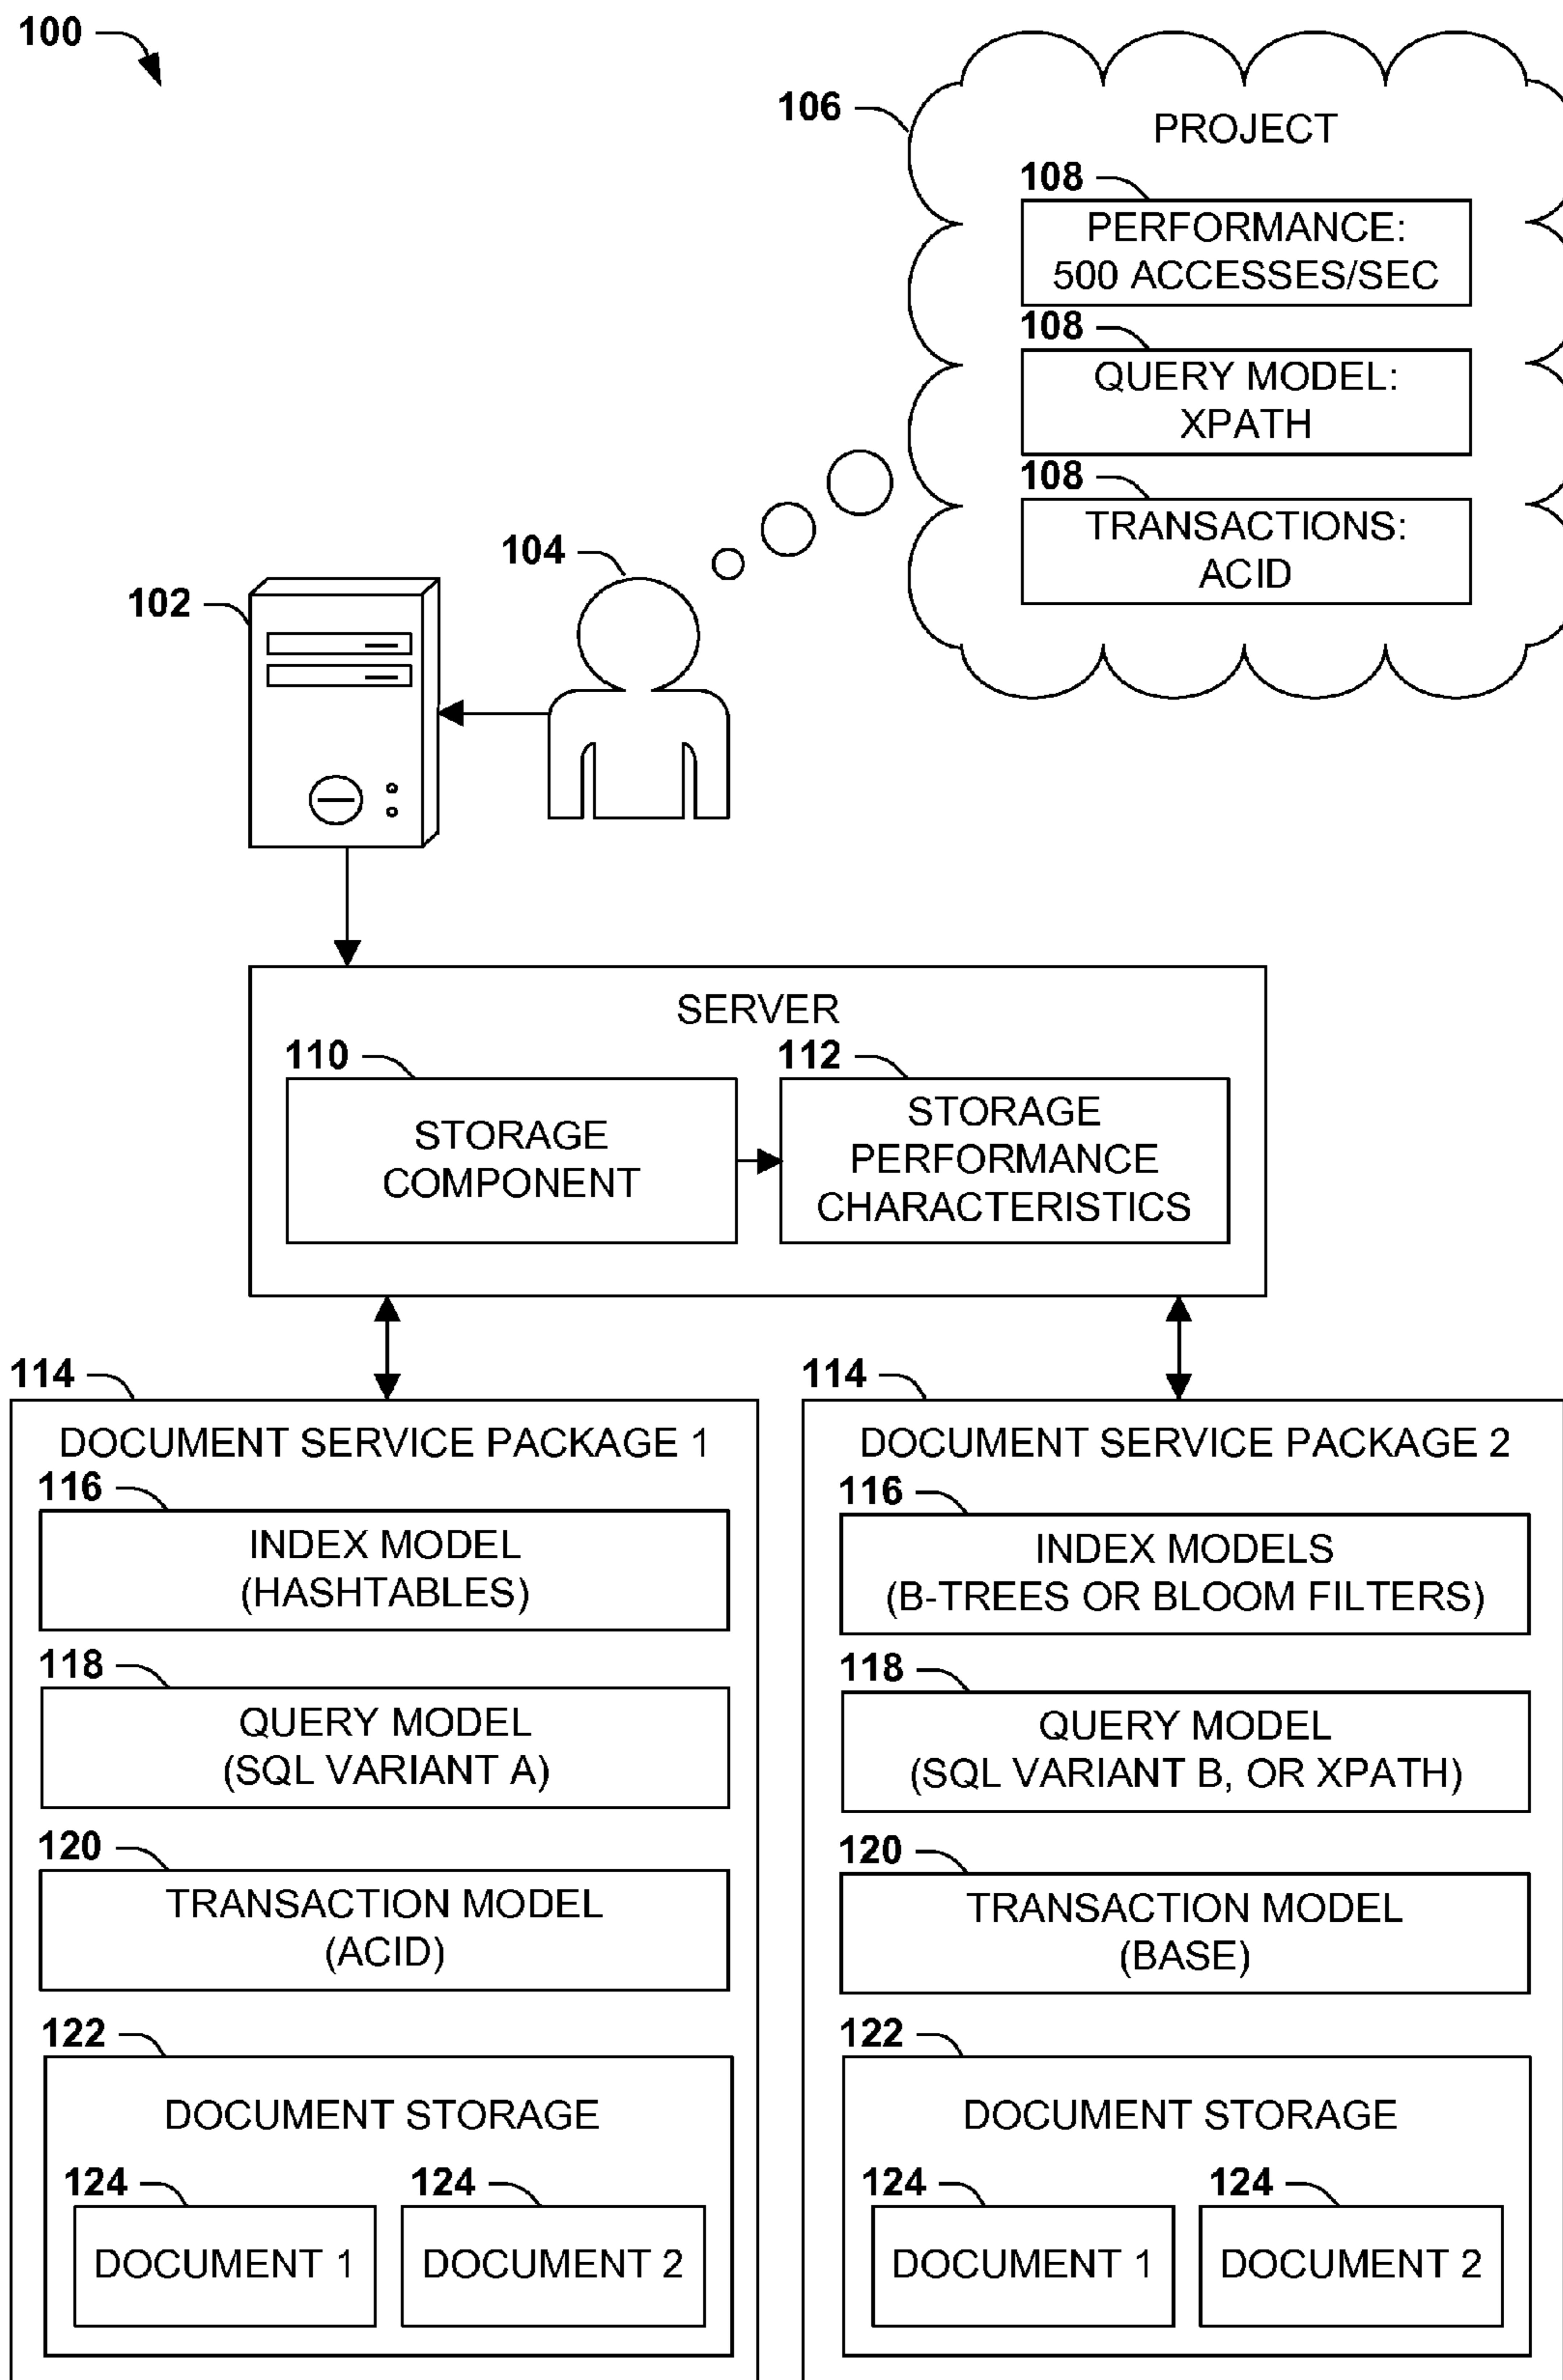 100
106
PROJECT
108
PERFORMANCE:
500 ACCESSES/SEC
108
QUERY MODEL:
XPATH
108
TRANSACTIONS:
ACID
104
102
SERVER
110
STORAGE
COMPONENT
112
STORAGE
PERFORMANCE
CHARACTERISTICS
114
DOCUMENT SERVICE PACKAGE 1
116
INDEX MODEL
(HASHTABLES)
118
QUERY MODEL
(SQL VARIANT A)
120
TRANSACTION MODEL
(ACID)
122
DOCUMENT STORAGE
124
DOCUMENT 1
124
DOCUMENT 2
114
DOCUMENT SERVICE PACKAGE 2
116
INDEX MODELS
(B-TREES OR BLOOM FILTERS)
118
QUERY MODEL
(SQL VARIANT B, OR XPATH)
120
TRANSACTION MODEL
(BASE)
122
DOCUMENT STORAGE
124
DOCUMENT 1
124
DOCUMENT 2